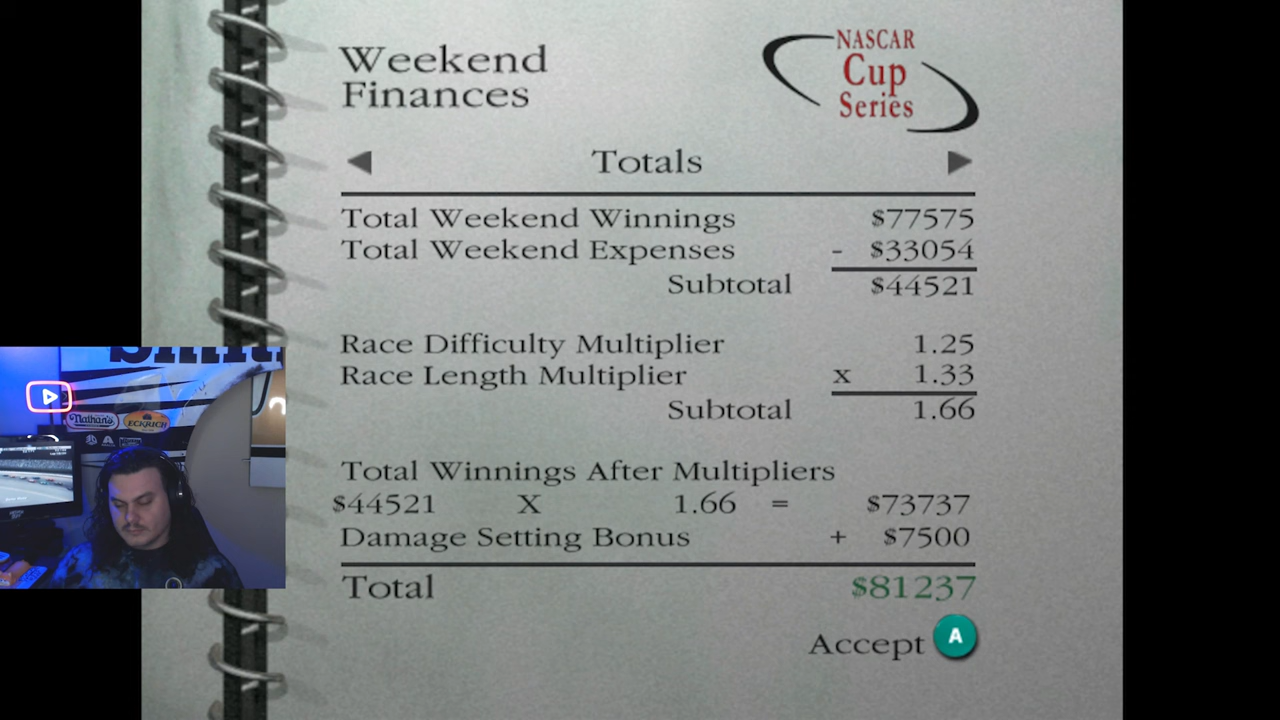 Weekend
Finances
NASCAR
Cup
Series
Totals
Total Weekend Winnings $77575
Total Weekend Expenses - $33054
Subtotal $44521
Race Difficulty Multiplier 1.25
Race Length Multiplier x 1.33
Subtotal 1.66
Total Winnings After Multipliers
$44521 X 1.66 = $73737
Damage Setting Bonus + $7500
Total $81237
Accept A
Nathan's
ECKRICH